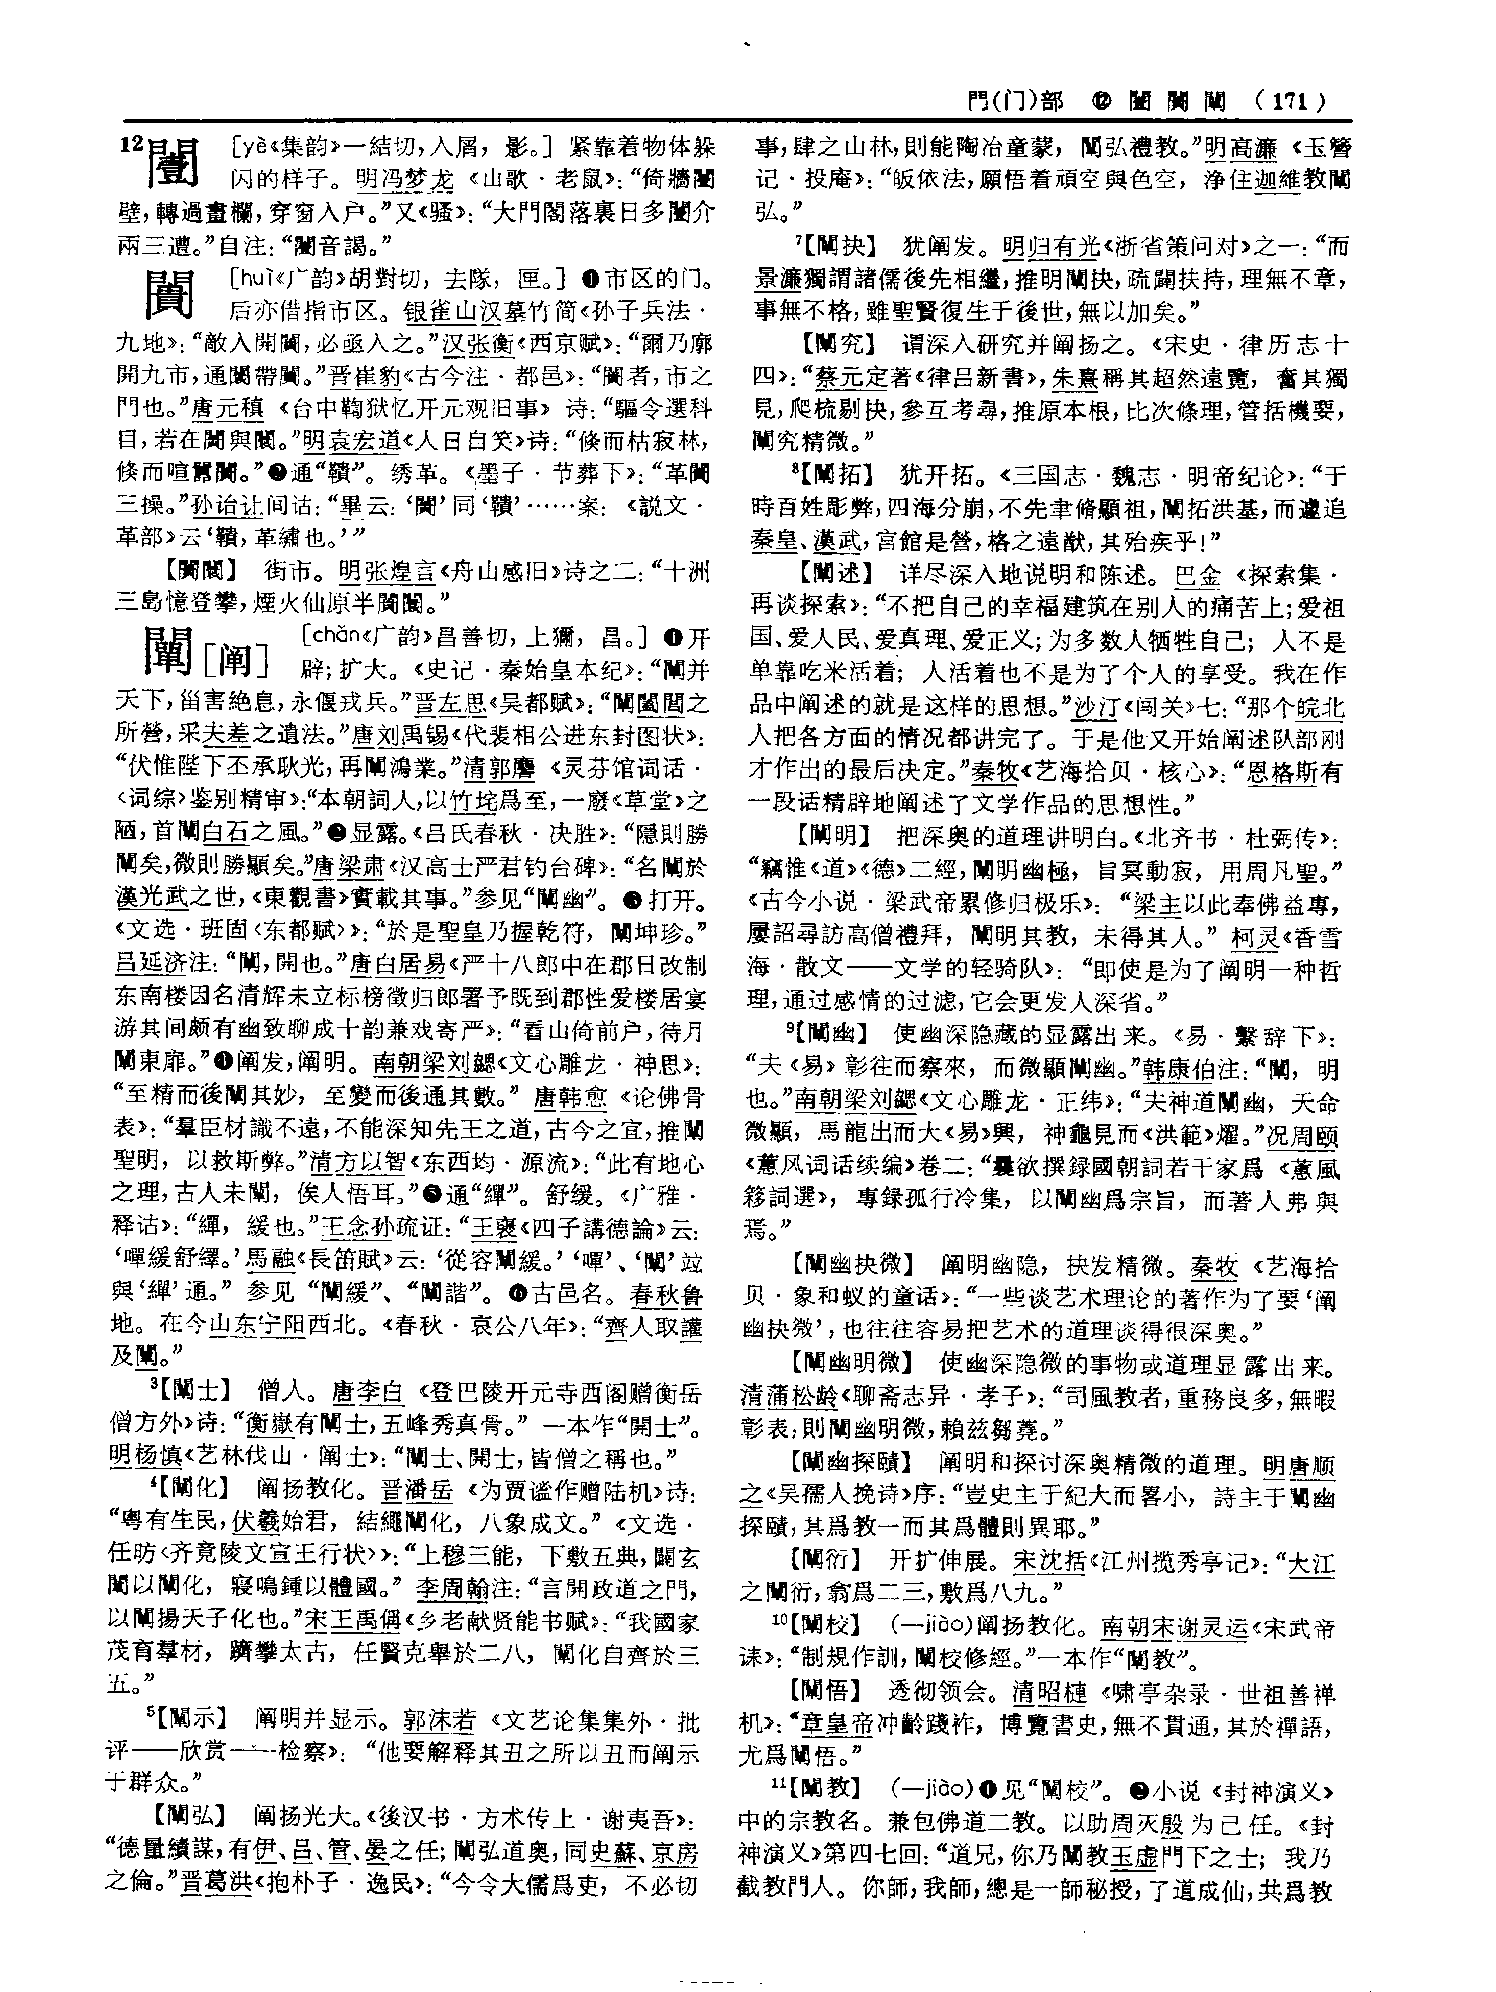 門(门)部 ⓬ 闛 闠 闡 (171)
12闛 [yè《集韵》一結切,入屑,影。] 紧靠着物体躲
闪的样子。明冯梦龙《山歌·老鼠》:“倚牆
壁,轉過畫欄,穿窗入户。”又《骚》:“大門閣落裏日多
兩三遭。”自注:“音謁。”
闠 [huì《广韵》胡對切,去隊,匣。] ❶市区的门。
后亦借指市区。银雀山汉墓竹简《孙子兵法·
九地》:“敵人開闠,必亟入之。”汉张衡《西京赋》:“爾乃廓
開九市,通闤帶闠。”晋崔豹《古今注·都邑》:“闠者,市之
門也。”唐元稹《台中鞫狱忆开元观旧事》诗:“驅令選科
目,若在闠與闤。”明袁宏道《人日自笑》诗:“倏而枯寂林,
倏而喧囂闠。”❷通“鞼”。绣革。《墨子·节葬下》:“革闠
三操。”孙诒让间诂:“畢云:‘闠’同‘鞼’……案:《説文·
革部》云‘鞼,革繡也。’”
【闠闤】 街市。明张煌言《舟山感旧》诗之二:“十洲
三島憶登攀,煙火仙原半闠闤。”
闡[阐] [chǎn《广韵》昌善切,上獮,昌。] ❶开
辟;扩大。《史记·秦始皇本纪》:“闡并
天下,甾害絶息,永偃戎兵。”晋左思《吴都赋》:“闡闔閭之
所營,采夫差之遺法。”唐刘禹锡《代裴相公进东封图状》:
“伏惟陛下丕承耿光,再闡鴻業。”清郭麐《灵芬馆词话·
〈词综〉鉴别精审》:“本朝詞人,以竹垞爲至,一廢《草堂》之
陋,首闡白石之風。”❷显露。《吕氏春秋·决胜》:“隱則勝
闡矣,微則勝顯矣。”唐梁肃《汉高士严君钓台碑》:“名闡於
漢光武之世,《東觀書》實載其事。”参见“闡幽”。❸打开。
《文选·班固〈东都赋〉》:“於是聖皇乃握乾符,闡坤珍。”
吕延济注:“闡,開也。”唐白居易《严十八郎中在郡日改制
东南楼因名清辉未立标榜徵归郎署予既到郡性爱楼居宴
游其间颇有幽致聊成十韵兼戏寄严》:“看山倚前户,待月
闡東扉。”❹阐发,阐明。南朝梁刘勰《文心雕龙·神思》:
“至精而後闡其妙,至變而後通其數。”唐韩愈《论佛骨
表》:“羣臣材識不遠,不能深知先王之道,古今之宜,推闡
聖明,以救斯弊。”清方以智《东西均·源流》:“此有地心
之理,古人未闡,俟人悟耳。”❺通“繟”。舒缓。《广雅·
释诂》:“繟,緩也。”王念孙疏证:“王褒《四子講德論》云:
‘嘽緩舒繹。’馬融《長笛賦》云:‘從容闡緩。’‘嘽’、‘闡’竝
與‘繟’通。”参见“闡緩”、“闡諧”。❻古邑名。春秋鲁
地。在今山东宁阳西北。《春秋·哀公八年》:“齊人取讙
及闡。”
3【闡士】 僧人。唐李白《登巴陵开元寺西阁赠衡岳
僧方外》诗:“衡嶽有闡士,五峰秀真骨。”一本作“開士”。
明杨慎《艺林伐山·阐士》:“闡士、開士,皆僧之稱也。”
4【闡化】 阐扬教化。晋潘岳《为贾谧作赠陆机》诗:
“粤有生民,伏羲始君,結繩闡化,八象成文。”《文选·
任昉〈齐竟陵文宣王行状〉》:“上穆三能,下敷五典,闢玄
闈以闡化,寢鳴鍾以體國。”李周翰注:“言開政道之門,
以闡揚天子化也。”宋王禹偁《乡老献贤能书赋》:“我國家
茂育羣材,躋攀太古,任賢克舉於二八,闡化自齊於三
五。”
5【闡示】 阐明并显示。郭沫若《文艺论集集外·批
评——欣赏——检察》:“他要解释其丑之所以丑而阐示
于群众。”
【闡弘】 阐扬光大。《後汉书·方术传上·谢夷吾》:
“德量績謀,有伊、吕、管、晏之任;闡弘道奥,同史蘇、京房
之倫。”晋葛洪《抱朴子·逸民》:“今令大儒爲吏,不必切
事,肆之山林,則能陶冶童蒙,闡弘禮教。”明高濂《玉簪
记·投庵》:“皈依法,願悟着頑空與色空,净住迦維教闡
弘。”
7【闡抉】 犹阐发。明归有光《浙省策问对》之一:“而
景濂獨謂諸儒後先相繼,推明闡抉,疏闢扶持,理無不章,
事無不格,雖聖賢復生于後世,無以加矣。”
【闡究】 谓深入研究并阐扬之。《宋史·律历志十
四》:“蔡元定著《律吕新書》,朱熹稱其超然遠覽,奮其獨
見,爬梳剔抉,參互考尋,推原本根,比次條理,管括機要,
闡究精微。”
8【闡拓】 犹开拓。《三国志·魏志·明帝纪论》:“于
時百姓彫弊,四海分崩,不先聿脩顯祖,闡拓洪基,而遽追
秦皇、漢武,宫館是營,格之遠猷,其殆疾乎!”
【闡述】 详尽深入地说明和陈述。巴金《探索集·
再谈探索》:“不把自己的幸福建筑在别人的痛苦上;爱祖
国、爱人民、爱真理、爱正义;为多数人牺牲自己;人不是
单靠吃米活着;人活着也不是为了个人的享受。我在作
品中阐述的就是这样的思想。”沙汀《闯关》七:“那个皖北
人把各方面的情况都讲完了。于是他又开始阐述队部刚
才作出的最后决定。”秦牧《艺海拾贝·核心》:“恩格斯有
一段话精辟地阐述了文学作品的思想性。”
【闡明】 把深奥的道理讲明白。《北齐书·杜弼传》:
“竊惟《道》《德》二經,闡明幽極,旨冥動寂,用周凡聖。”
《古今小说·梁武帝累修归极乐》:“梁主以此奉佛益專,
屢詔尋訪高僧禮拜,闡明其教,未得其人。”柯灵《香雪
海·散文——文学的轻骑队》:“即使是为了阐明一种哲
理,通过感情的过滤,它会更发人深省。”
9【闡幽】 使幽深隐藏的显露出来。《易·繫辞下》:
“夫《易》彰往而察來,而微顯闡幽。”韩康伯注:“闡,明
也。”南朝梁刘勰《文心雕龙·正纬》:“夫神道闡幽,天命
微顯,馬龍出而大《易》興,神龜見而《洪範》燿。”况周颐
《蕙风词话续编》卷二:“曩欲撰録國朝詞若干家爲《蕙風
簃詞選》,專録孤行冷集,以闡幽爲宗旨,而著人弗與
焉。”
【闡幽抉微】 阐明幽隐,抉发精微。秦牧《艺海拾
贝·象和蚁的童话》:“一些谈艺术理论的著作为了要‘阐
幽抉微’,也往往容易把艺术的道理谈得很深奥。”
【闡幽明微】 使幽深隐微的事物或道理显露出来。
清蒲松龄《聊斋志异·孝子》:“司風教者,重務良多,無暇
彰表;則闡幽明微,賴兹芻蕘。”
【闡幽探賾】 阐明和探讨深奥精微的道理。明唐顺
之《吴孺人挽诗》序:“豈史主于紀大而畧小,詩主于闡幽
探賾,其爲教一而其爲體則異耶。”
【闡衍】 开扩伸展。宋沈括《江州揽秀亭记》:“大江
之闡衍,翕爲二三,敷爲八九。”
10【闡校】 (—jiào)阐扬教化。南朝宋谢灵运《宋武帝
诔》:“制規作訓,闡校修經。”一本作“闡教”。
【闡悟】 透彻领会。清昭槤《啸亭杂录·世祖善禅
机》:“章皇帝冲齡踐祚,博覽書史,無不貫通,其於禪語,
尤爲闡悟。”
11【闡教】 (—jiào)❶见“闡校”。❷小说《封神演义》
中的宗教名。兼包佛道二教。以助周灭殷为己任。《封
神演义》第四七回:“道兄,你乃闡教玉虚門下之士;我乃
截教門人。你師,我師,總是一師秘授,了道成仙,共爲教